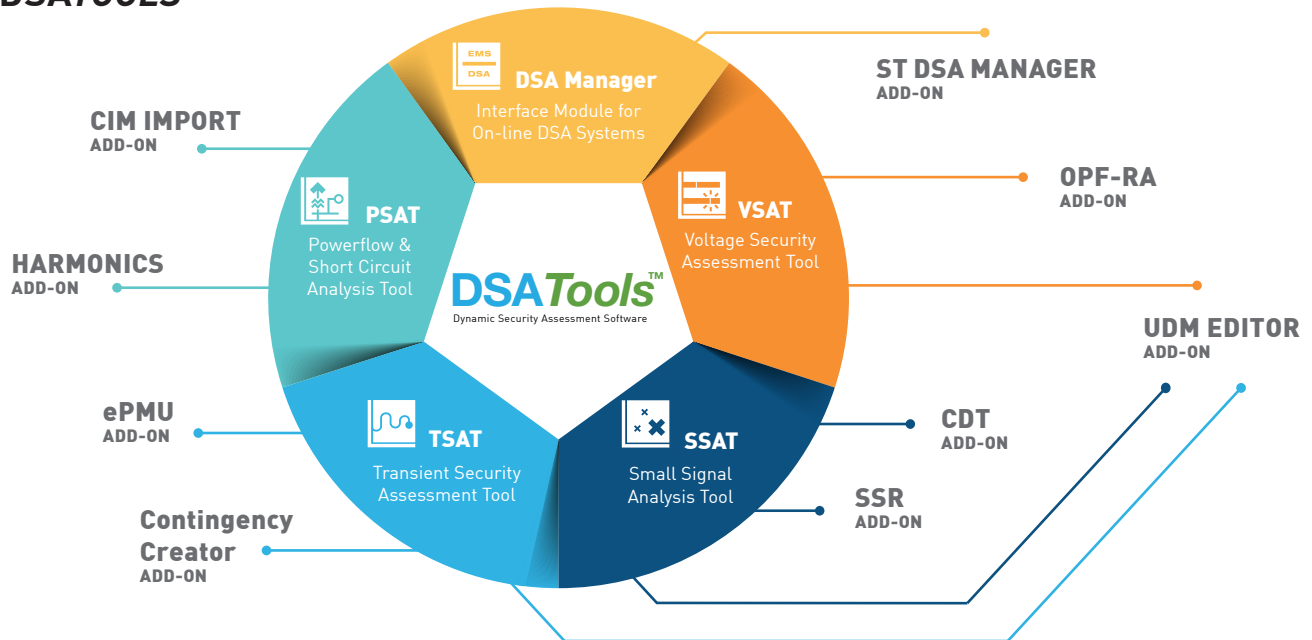 DSATOOLS
EMS
DSA
DSA Manager
Interface Module for
On-line DSA Systems
ST DSA MANAGER
ADD-ON
CIM IMPORT
ADD-ON
OPF-RA
ADD-ON
PSAT
Powerflow &
Short Circuit
Analysis Tool
VSAT
Voltage Security
Assessment Tool
HARMONICS
ADD-ON
DSATools™
Dynamic Security Assessment Software
UDM EDITOR
ADD-ON
ePMU
ADD-ON
TSAT
Transient Security
Assessment Tool
SSAT
Small Signal
Analysis Tool
CDT
ADD-ON
SSR
ADD-ON
Contingency
Creator
ADD-ON